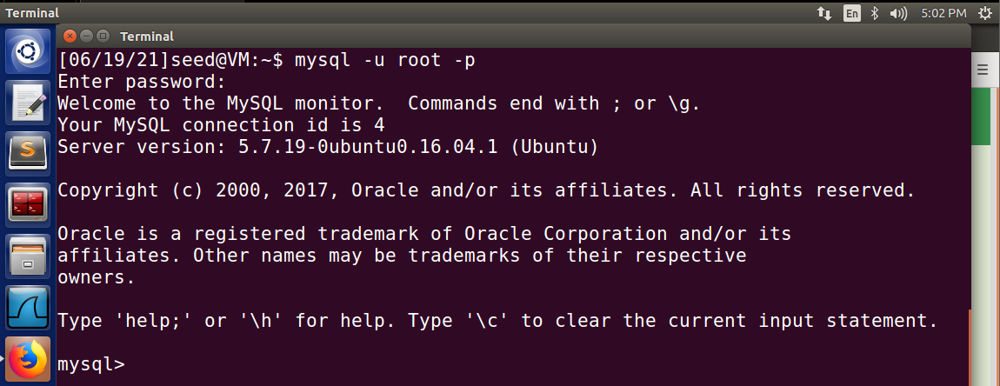 Terminal
En
5:02 PM
Terminal
[06/19/21]seed@VM:~$ mysql -u root -p
Enter password:
Welcome to the MySQL monitor.  Commands end with ; or \g.
Your MySQL connection id is 4
Server version: 5.7.19-0ubuntu0.16.04.1 (Ubuntu)
Copyright (c) 2000, 2017, Oracle and/or its affiliates. All rights reserved.
Oracle is a registered trademark of Oracle Corporation and/or its
affiliates. Other names may be trademarks of their respective
owners.
Type 'help;' or '\h' for help. Type '\c' to clear the current input statement.
mysql>